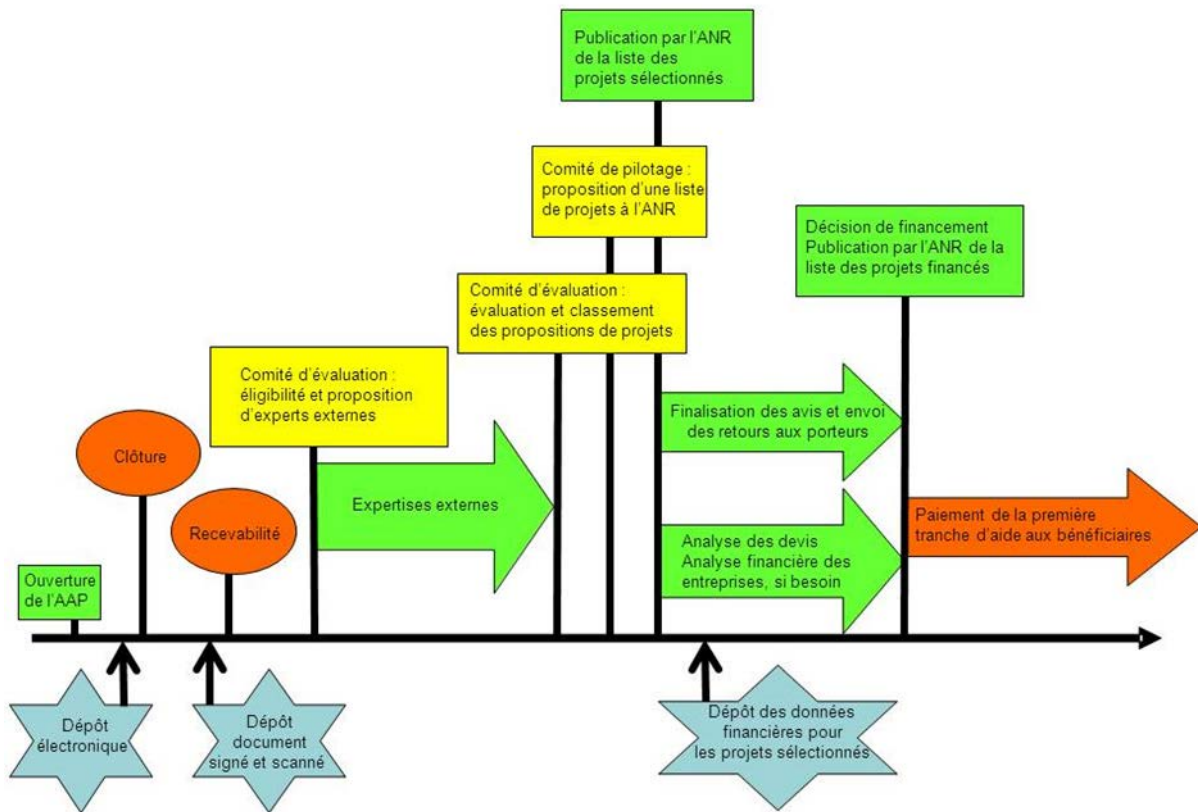 Publication par l'ANR
de la liste des
projets sélectionnés
Comité de pilotage :
proposition d'une liste
de projets à l'ANR
Décision de financement
Publication par l'ANR de la
liste des projets financés
Comité d'évaluation :
évaluation et classement
des propositions de projets
Comité d'évaluation :
éligibilité et proposition
d'experts externes
Finalisation des avis et envoi
des retours aux porteurs
Clôture
Expertises externes
Recevabilité
Paiement de la première
tranche d'aide aux bénéficiaires
Analyse des devis
Analyse financière des
entreprises, si besoin
Ouverture
de l'AAP
Dépôt
électronique
Dépôt
document
signé et scanné
Dépôt des données
financières pour
les projets sélectionnés